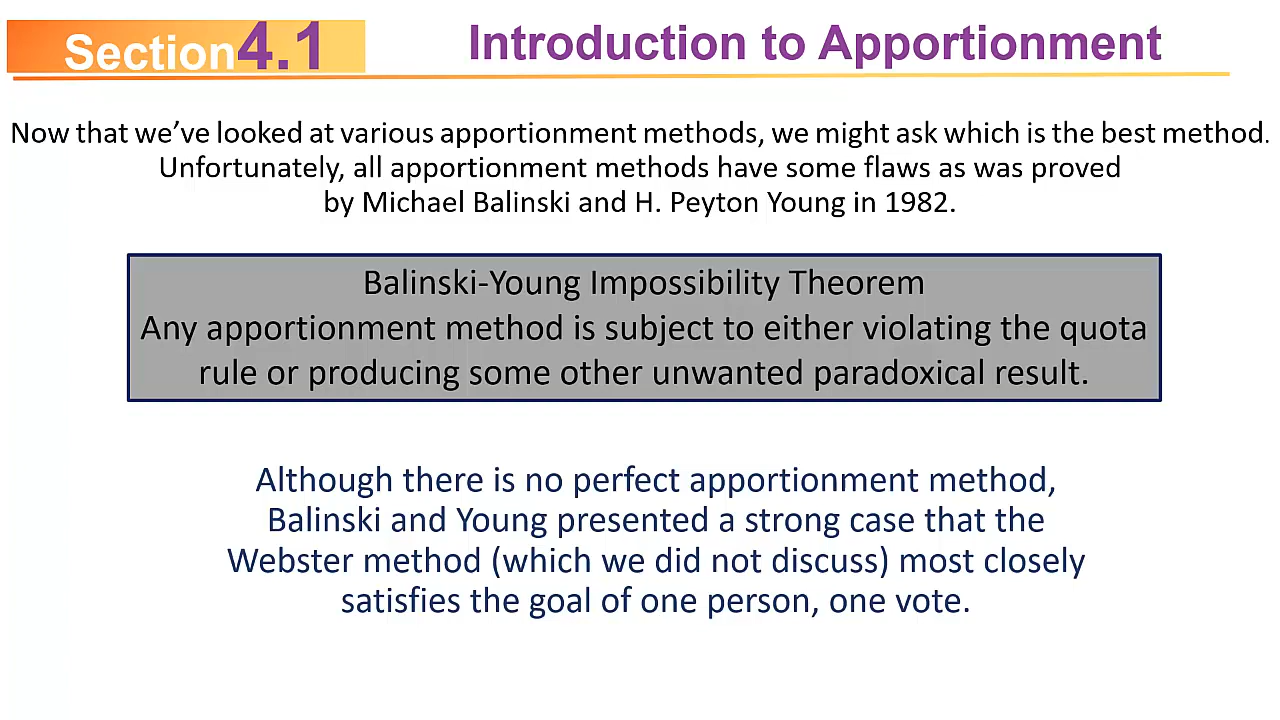 Section4.1 Introduction to Apportionment
Now that we’ve looked at various apportionment methods, we might ask which is the best method.
Unfortunately, all apportionment methods have some flaws as was proved
by Michael Balinski and H. Peyton Young in 1982.
Balinski-Young Impossibility Theorem
Any apportionment method is subject to either violating the quota
rule or producing some other unwanted paradoxical result.
Although there is no perfect apportionment method,
Balinski and Young presented a strong case that the
Webster method (which we did not discuss) most closely
satisfies the goal of one person, one vote.